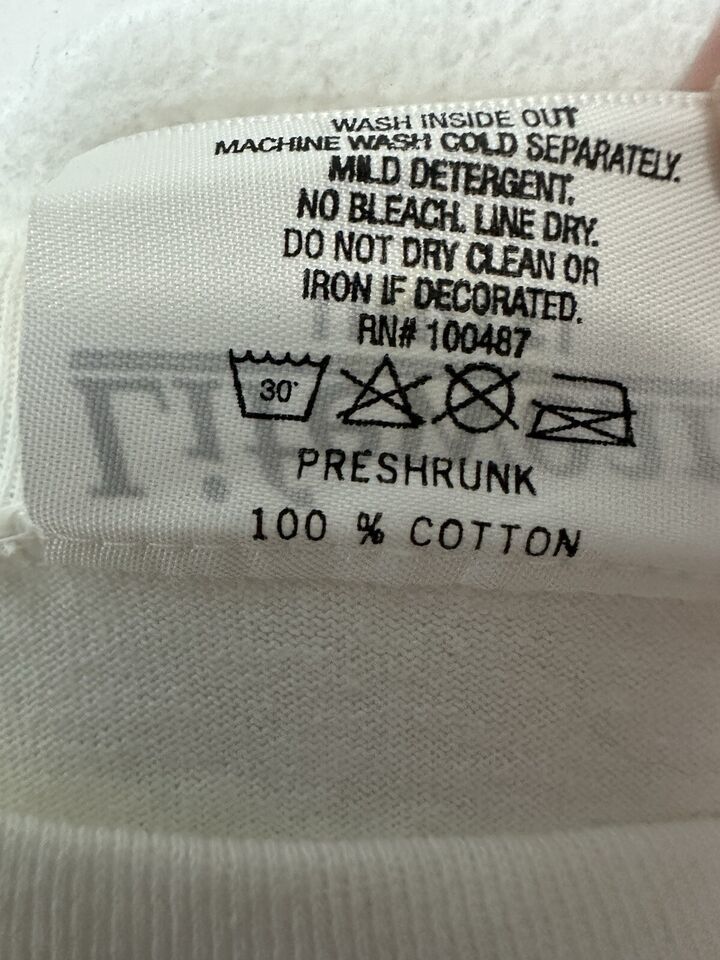 WASH INSIDE OUT
MACHINE WASH COLD SEPARATELY.
MILD DETERGENT.
NO BLEACH. LINE DRY.
DO NOT DRY CLEAN OR
IRON IF DECORATED.
RN# 100487
30°
PRESHRUNK
100 % COTTON